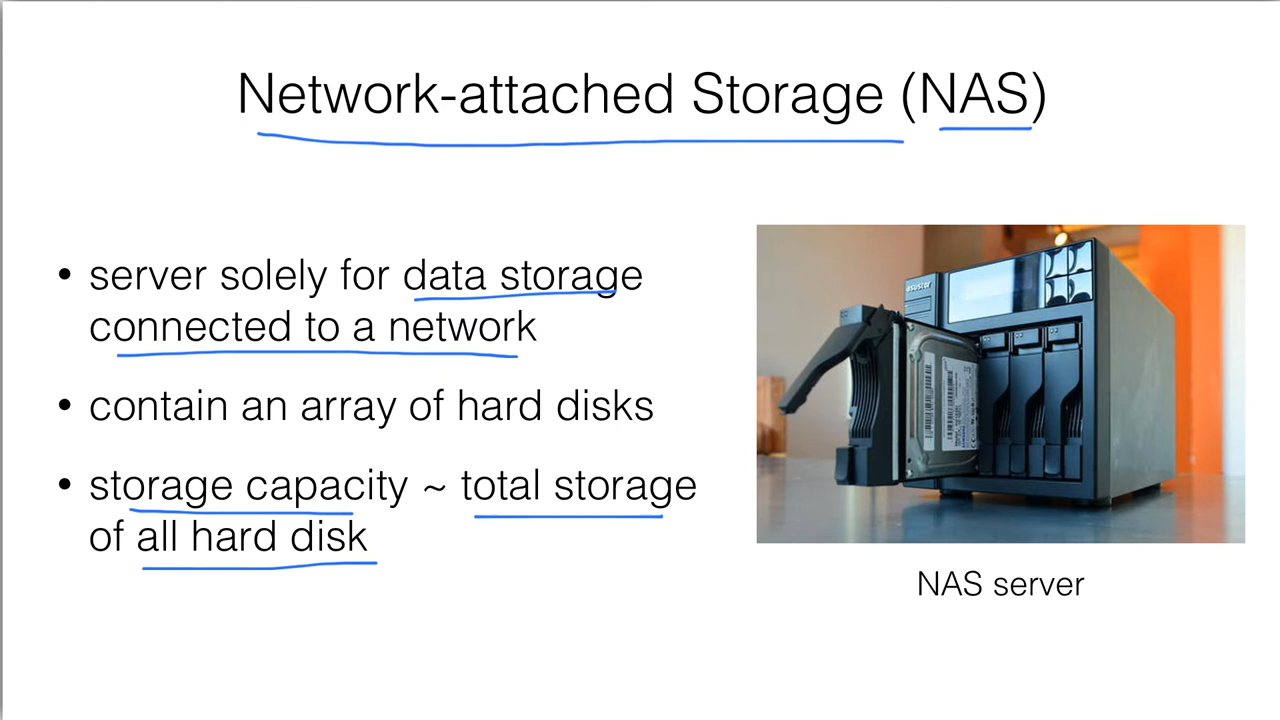 Network-attached Storage (NAS)
• server solely for data storage
connected to a network
• contain an array of hard disks
• storage capacity ~ total storage
of all hard disk
asustor
NAS server